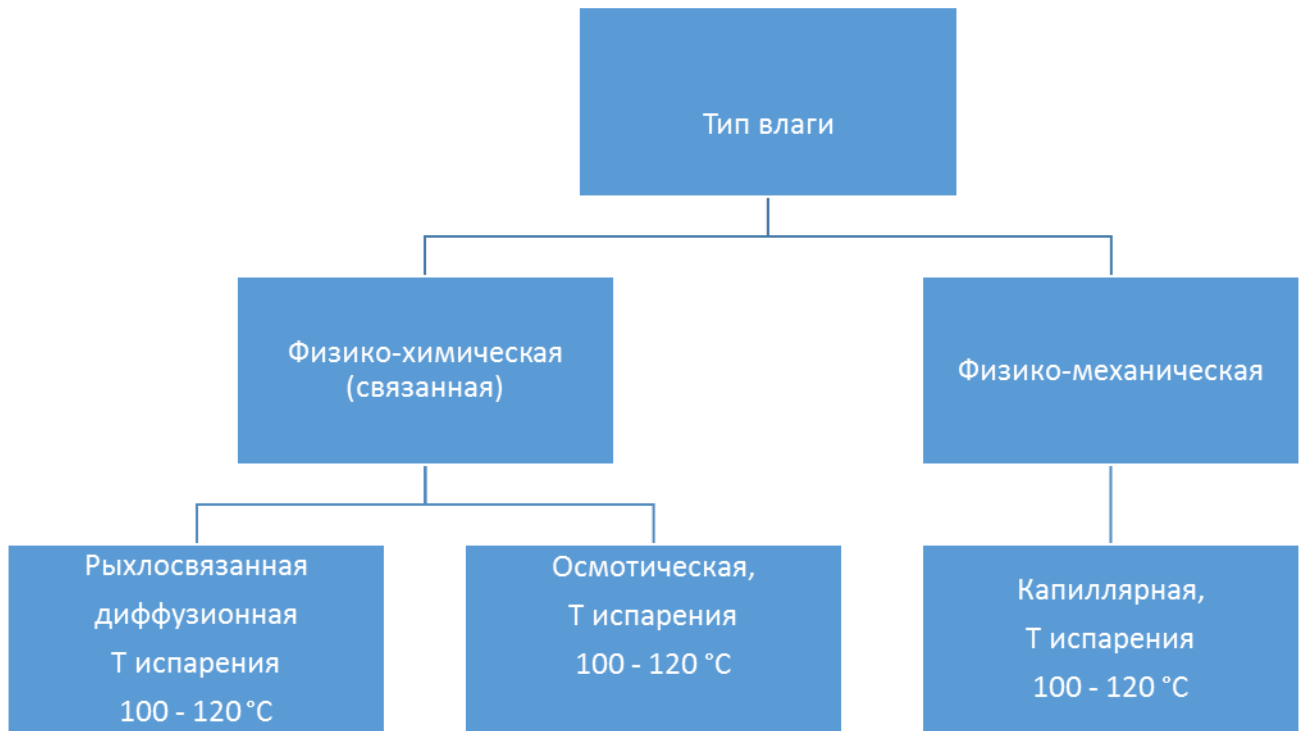 Тип влаги
Физико-химическая
(связанная)
Физико-механическая
Рыхлосвязанная
диффузионная
Т испарения
100 - 120 °C
Осмотическая,
Т испарения
100 - 120 °C
Капиллярная,
Т испарения
100 - 120 °C